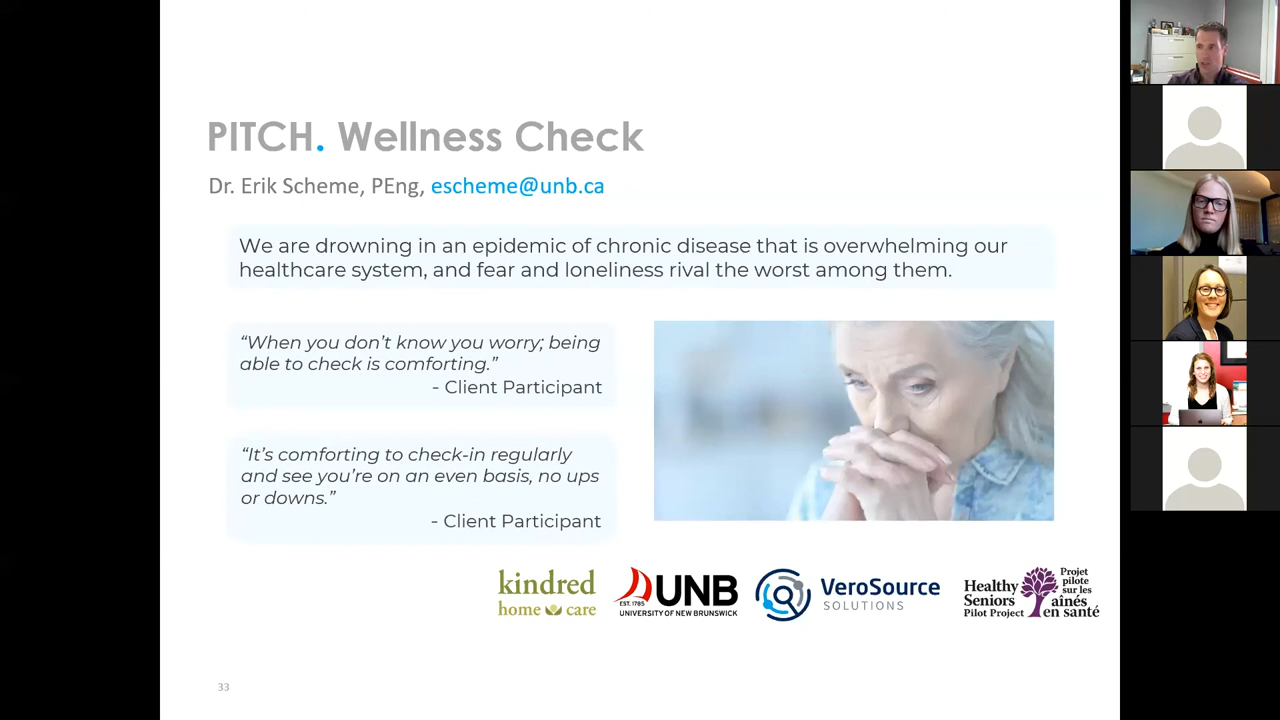 PITCH. Wellness Check
Dr. Erik Scheme, PEng, escheme@unb.ca
We are drowning in an epidemic of chronic disease that is overwhelming our
healthcare system, and fear and loneliness rival the worst among them.
“When you don’t know you worry; being
able to check is comforting.”
- Client Participant
“It’s comforting to check-in regularly
and see you’re on an even basis, no ups
or downs.”
- Client Participant
kindred
home care
UNB
EST. 1785
UNIVERSITY OF NEW BRUNSWICK
VeroSource
SOLUTIONS
Healthy
Seniors
Pilot Project
Projet
pilote
sur les
aînés
en santé
33